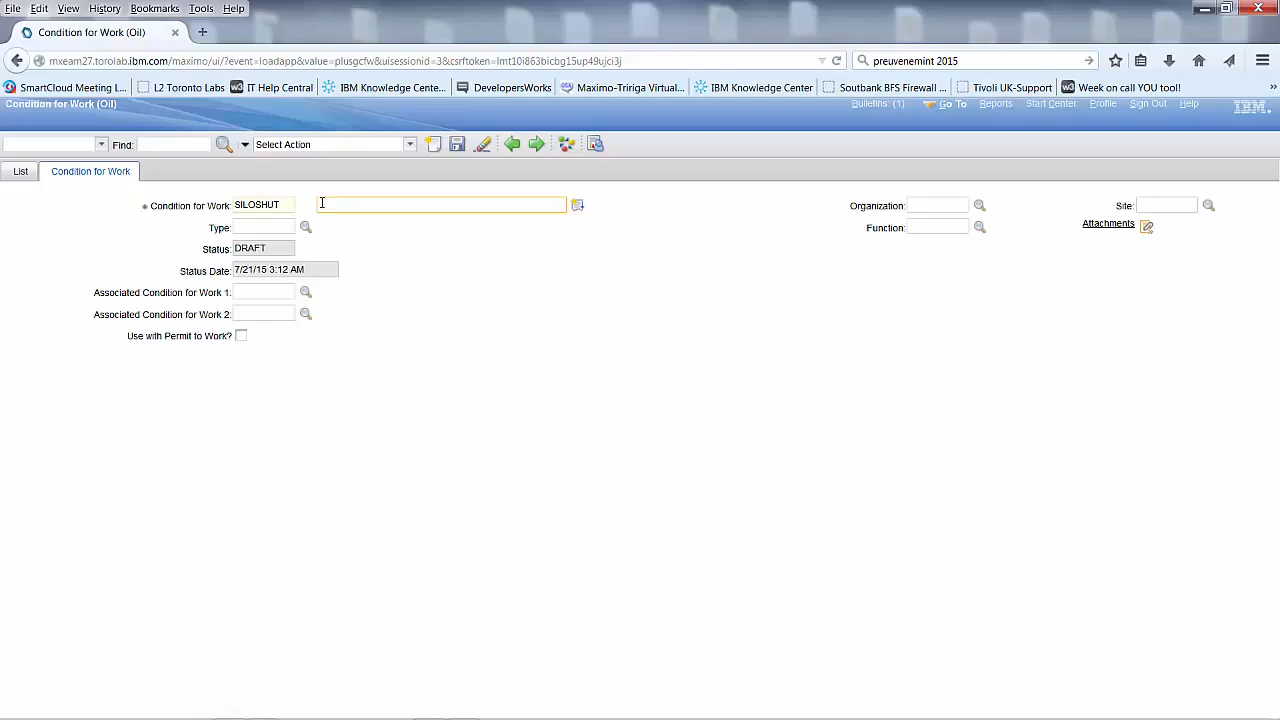 File Edit View History Bookmarks Tools Help
Condition for Work (Oil)
mxeam27.torolab.ibm.com/maximo/ui/?event=loadapp&value=plusgcfw&uisessionid=3&csrftoken=lmt10i863bicbg15up49ujci3j preuvenemint 2015
SmartCloud Meeting L... L2 Toronto Labs IT Help Central IBM Knowledge Cente... DevelopersWorks Maximo-Tririga Virtual... IBM Knowledge Center Soutbank BFS Firewall ... Tivoli UK-Support Week on call YOU tool!
Condition for Work (Oil) Bulletins: (1) Go To Reports Start Center Profile Sign Out Help IBM.
Find: Select Action
List Condition for Work
Condition for Work: SILOSHUT Organization: Site:
Type: Function: Attachments
Status: DRAFT
Status Date: 7/21/15 3:12 AM
Associated Condition for Work 1:
Associated Condition for Work 2:
Use with Permit to Work?